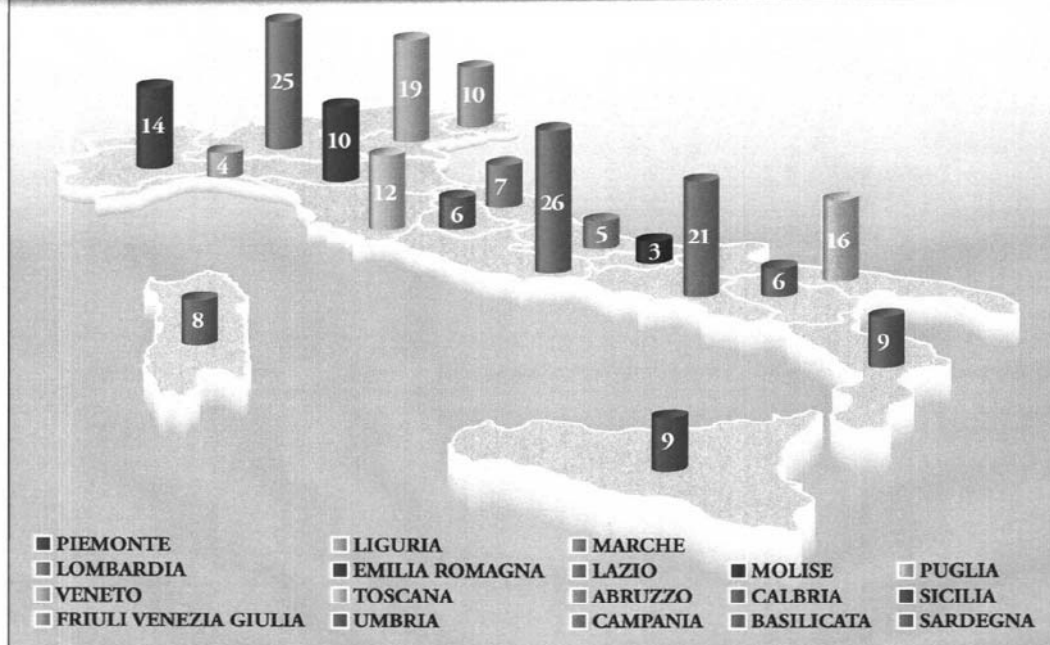 25
19
10
14
10
4
12
7
26
6
5
3
21
6
16
8
9
9
PIEMONTE
LOMBARDIA
VENETO
FRIULI VENEZIA GIULIA
LIGURIA
EMILIA ROMAGNA
TOSCANA
UMBRIA
MARCHE
LAZIO
ABRUZZO
CAMPANIA
MOLISE
CALBRIA
BASILICATA
PUGLIA
SICILIA
SARDEGNA